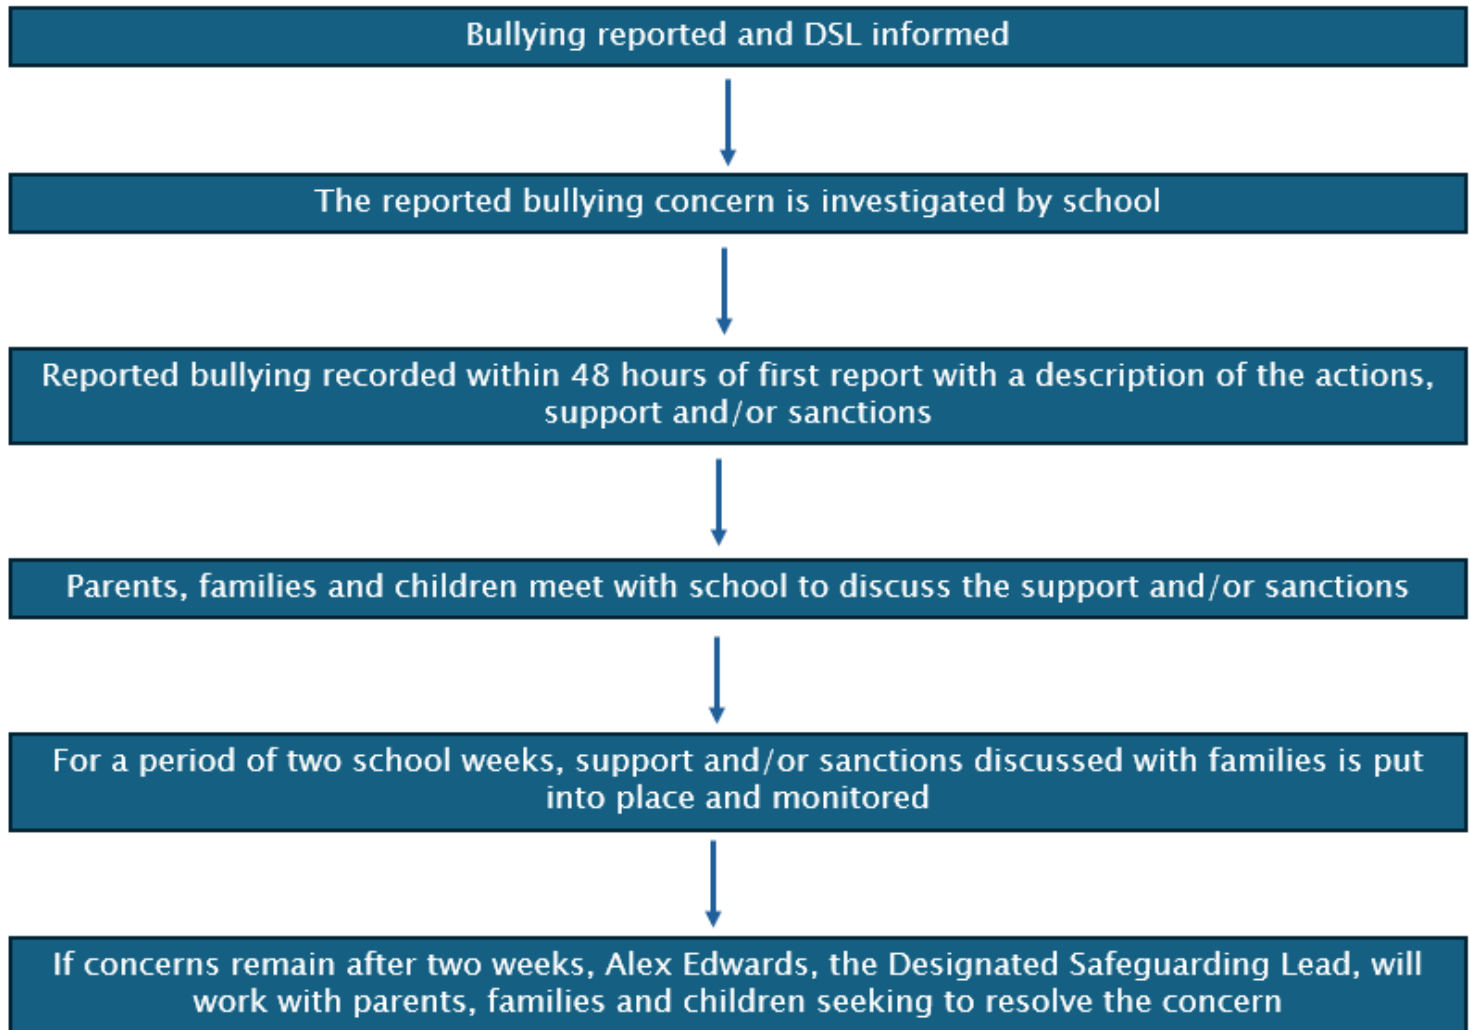 Bullying reported and DSL informed
The reported bullying concern is investigated by school
Reported bullying recorded within 48 hours of first report with a description of the actions,
support and/or sanctions
Parents, families and children meet with school to discuss the support and/or sanctions
For a period of two school weeks, support and/or sanctions discussed with families is put
into place and monitored
If concerns remain after two weeks, Alex Edwards, the Designated Safeguarding Lead, will
work with parents, families and children seeking to resolve the concern